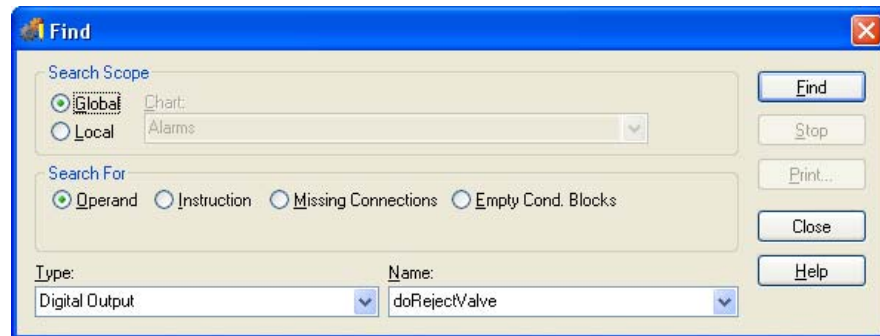 Find
Search Scope
Global
Chart:
Local
Alarms
Find
Stop
Print...
Search For
Operand
Instruction
Missing Connections
Empty Cond. Blocks
Close
Type:
Name:
Help
Digital Output
doRejectValve